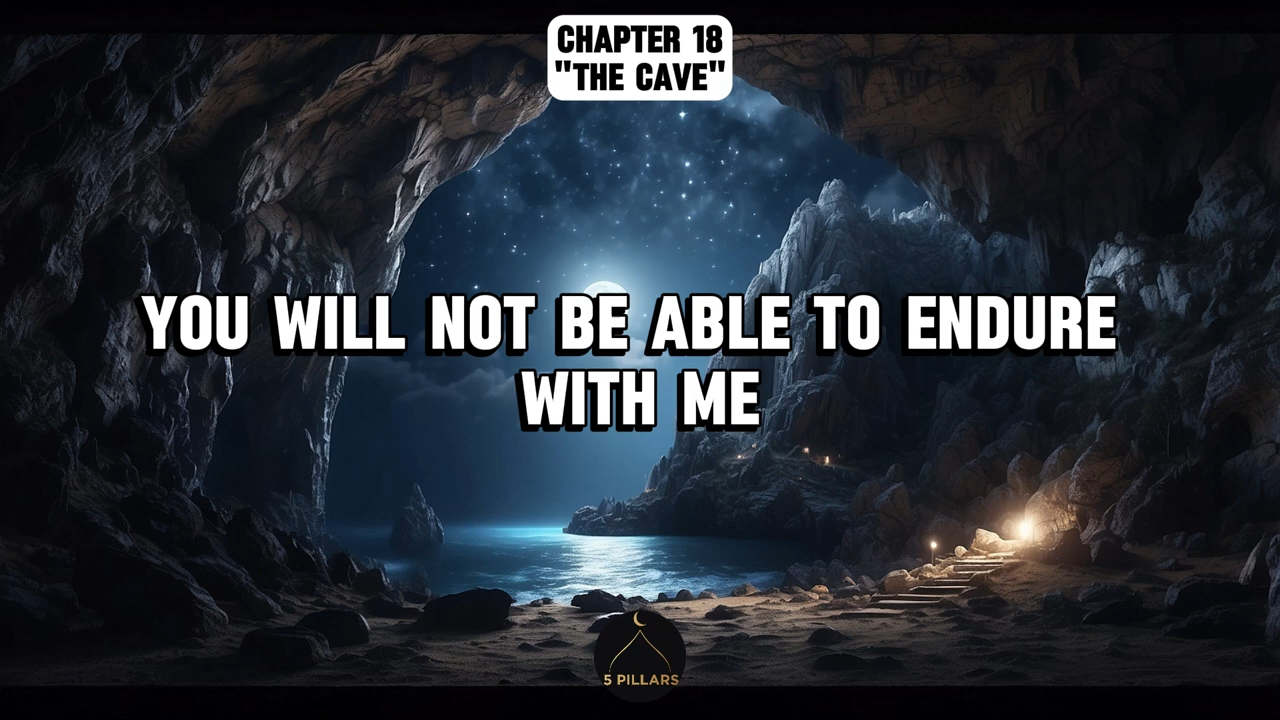 CHAPTER 18
"THE CAVE"
YOU WILL NOT BE ABLE TO ENDURE
WITH ME
5 PILLARS